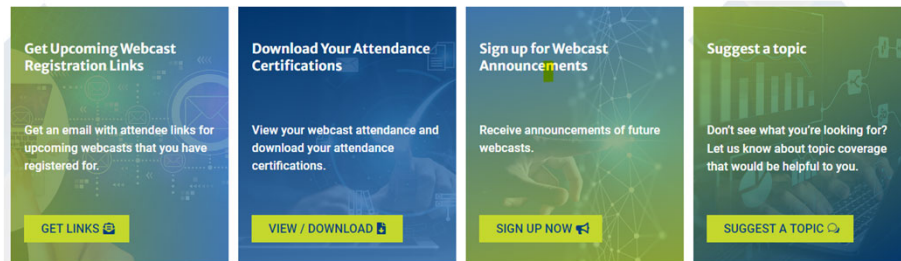 Get Upcoming Webcast
Registration Links
Get an email with attendee links for
upcoming webcasts that you have
registered for.
GET LINKS
Download Your Attendance
Certifications
View your webcast attendance and
download your attendance
certifications.
VIEW / DOWNLOAD
Sign up for Webcast
Announcements
Receive announcements of future
webcasts.
SIGN UP NOW
Suggest a topic
Don't see what you're looking for?
Let us know about topic coverage
that would be helpful to you.
SUGGEST A TOPIC